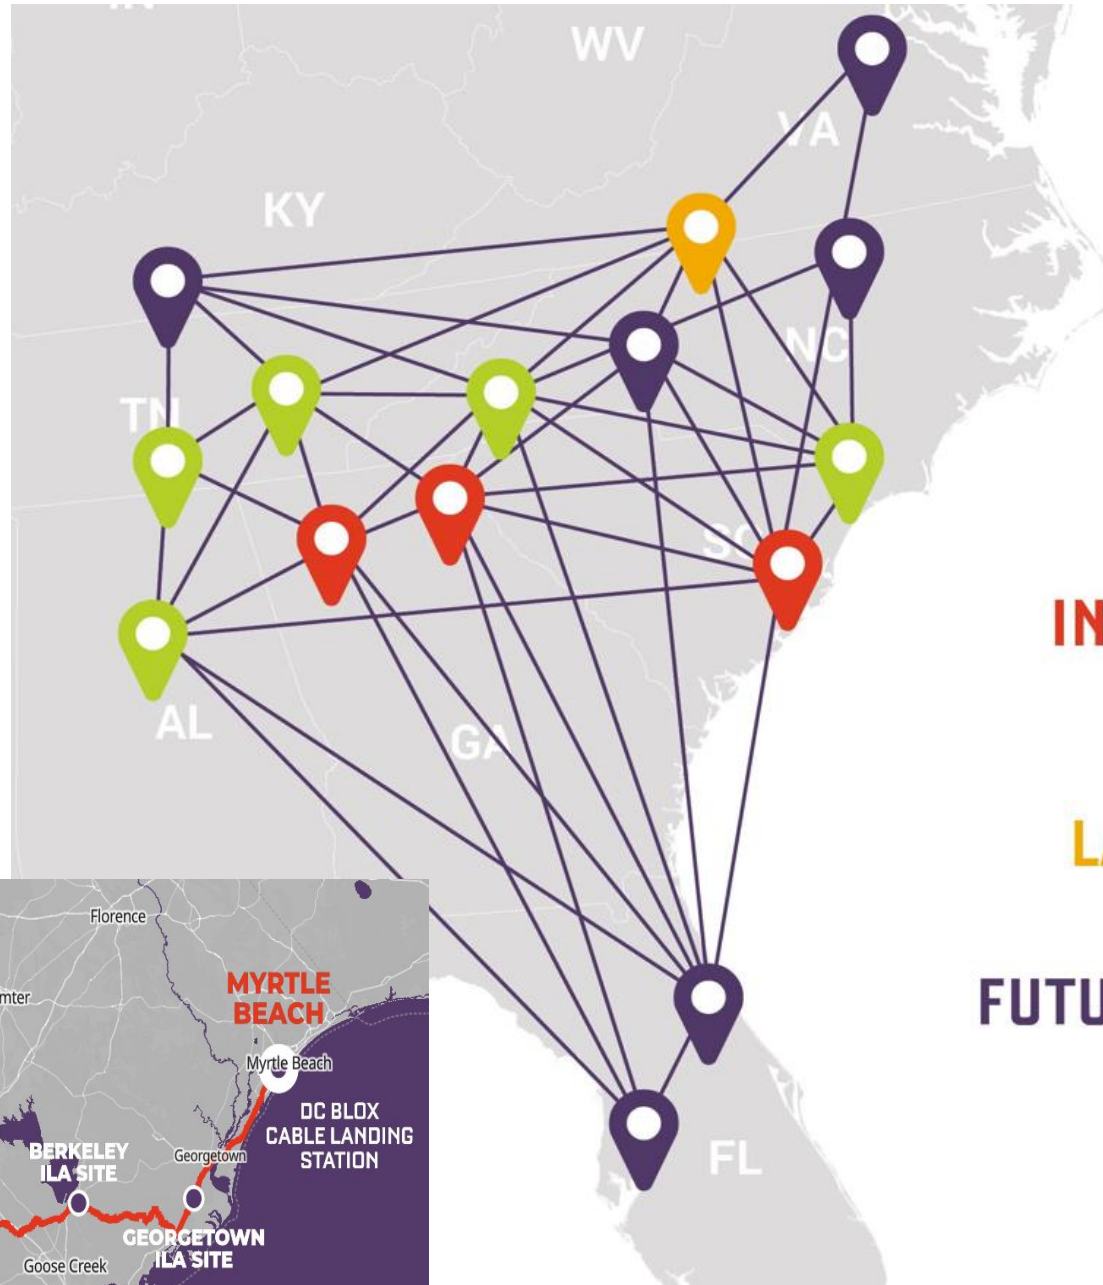 WV
VA
KY
NC
TN
SC
IN
AL
GA
LA
FUTU
FL
Florence
mter
MYRTLE
BEACH
Myrtle Beach
DC BLOX
CABLE LANDING
STATION
BERKELEY
ILA SITE
Georgetown
GEORGETOWN
ILA SITE
Goose Creek